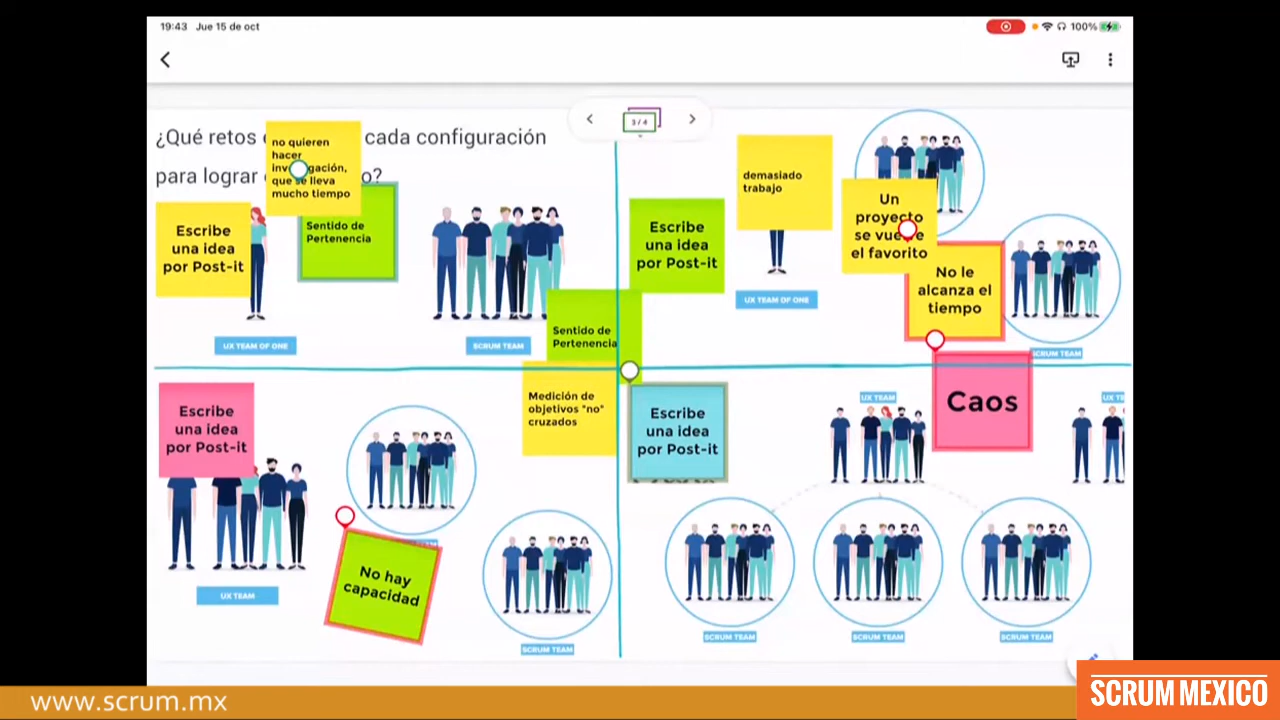 19:43 Jue 15 de oct
100%
¿Qué retos cada configuración
para lograr o?
3/4
no quieren
hacer
que se lleva
mucho tiempo
Escribe
una idea
por Post-it
Sentido de
Pertenencia
UX TEAM OF ONE
SCRUM TEAM
Sentido de
Pertenencia
Escribe
una idea
por Post-it
demasiado
trabajo
UX TEAM OF ONE
Un
proyecto
se vuelve
el favorito
No le
alcanza el
tiempo
SCRUM TEAM
Escribe
una idea
por Post-it
Medición de
objetivos "no"
cruzados
UX TEAM
No hay
capacidad
SCRUM TEAM
Escribe
una idea
por Post-it
UX TEAM
Caos
UX T
SCRUM TEAM
SCRUM TEAM
SCRUM TEAM
www.scrum.mx
SCRUM MEXICO